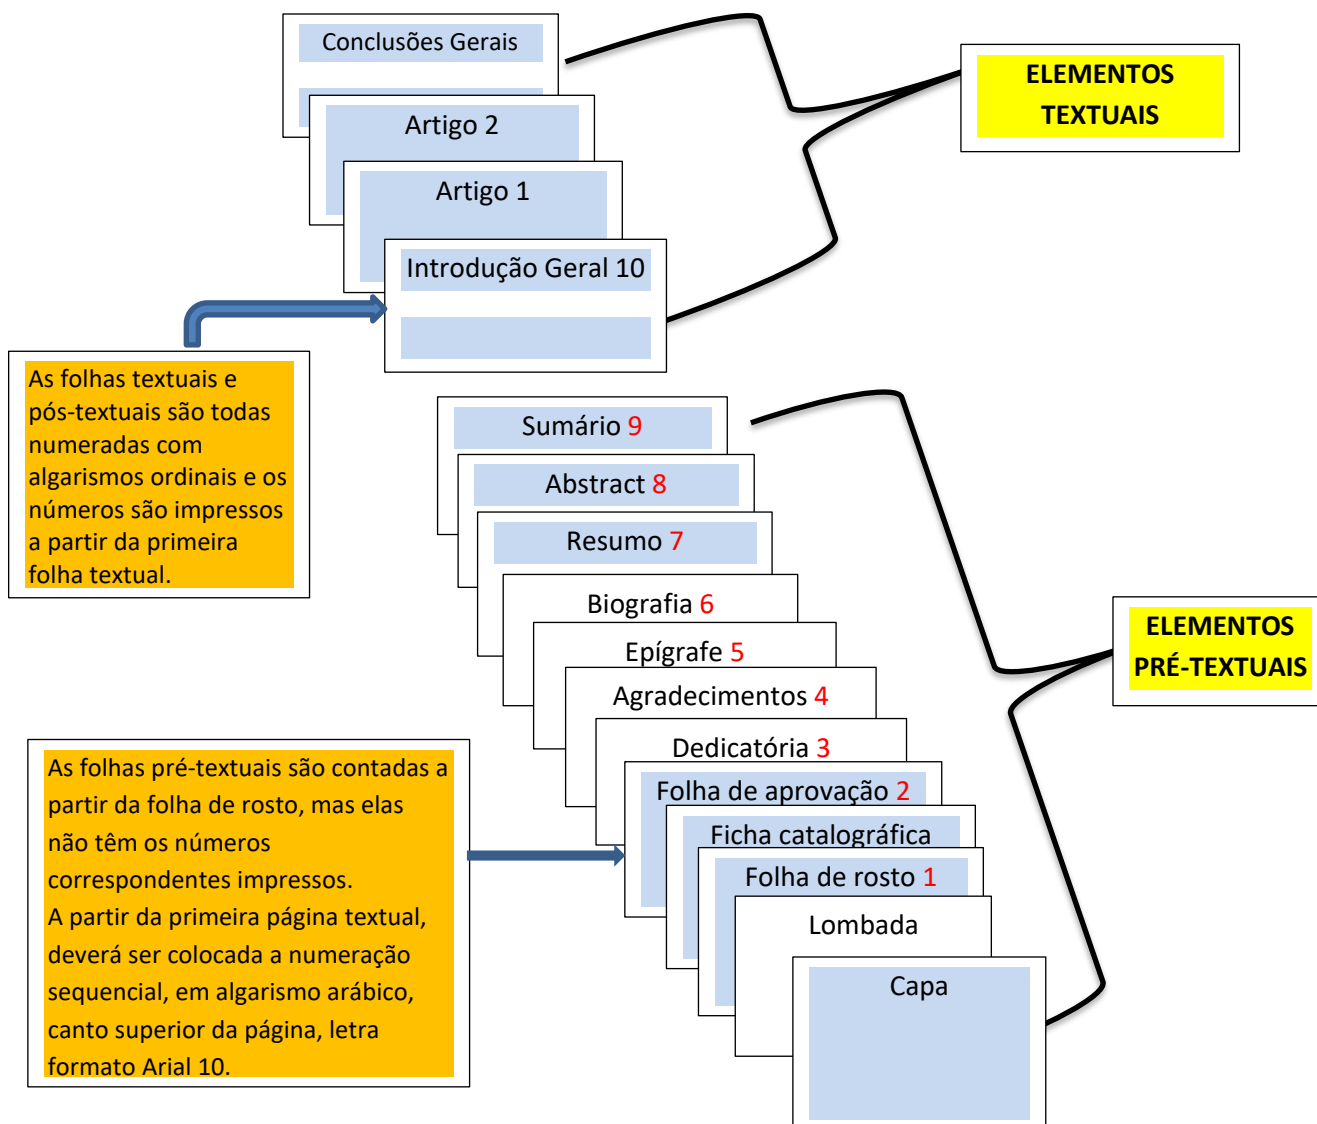 Conclusões Gerais
Artigo 2
Artigo 1
Introdução Geral 10
ELEMENTOS
TEXTUAIS
As folhas textuais e
pós-textuais são todas
numeradas com
algarismos ordinais e os
números são impressos
a partir da primeira
folha textual.
Sumário 9
Abstract 8
Resumo 7
Biografia 6
Epígrafe 5
Agradecimentos 4
Dedicatória 3
Folha de aprovação 2
Ficha catalográfica
Folha de rosto 1
Lombada
Capa
ELEMENTOS
PRÉ-TEXTUAIS
As folhas pré-textuais são contadas a
partir da folha de rosto, mas elas
não têm os números
correspondentes impressos.
A partir da primeira página textual,
deverá ser colocada a numeração
sequencial, em algarismo arábico,
canto superior da página, letra
formato Arial 10.